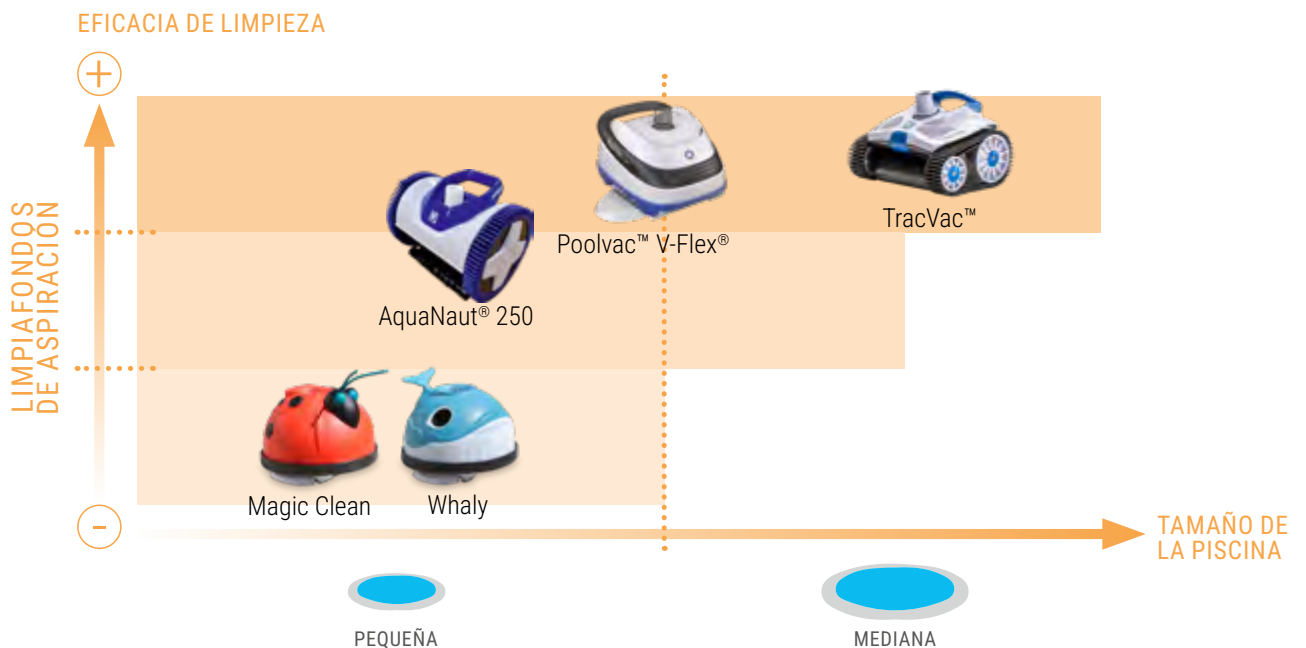 EFICACIA DE LIMPIEZA
+
LIMPIAFONDOS
DE ASPIRACION
TracVac™
Poolvac™ V-Flex®
AquaNaut® 250
Magic Clean
Whaly
-
TAMAÑO DE
LA PISCINA
PEQUEÑA
MEDIANA